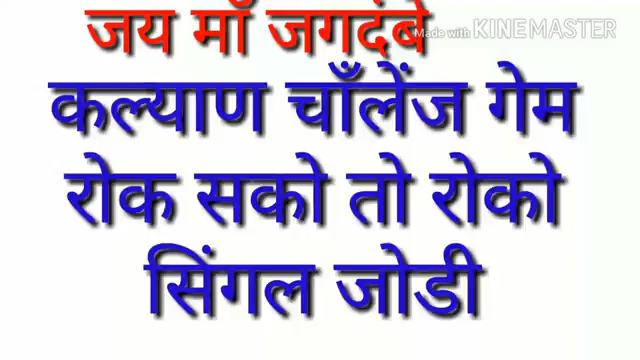 जय माँ जगदंबे
Made with KINEMASTER
कल्याण चाँलेंज गेम
रोक सको तो रोको
सिंगल जोडी